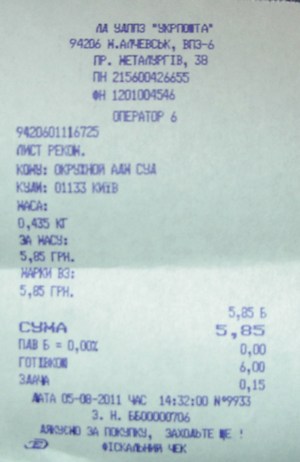 ЛА УДППЗ "УКРПОШТА"
94206 М.АЛЧЕВСЬК, ВПЗ-6
ПР. МЕТАЛУРГІВ, 38
ПН 215600426655
ФН 1201004546
ОПЕРАТОР 6
9420601116725
ЛИСТ РЕКОМ.
КОМУ: ОКРУЖНОЙ АДМ СУД
КУДИ: 01133 КИЇВ
МАСА:
0,435 КГ
ЗА МАСУ:
5,85 ГРН.
МАРКИ ВЗ:
5,85 ГРН.
5,85 Б
СУМА 5,85
ПДВ Б = 0,00% 0,00
ГОТІВКОЮ 6,00
ЗДАЧА 0,15
ДАТА 05-08-2011 ЧАС 14:32:00 №9933
З. Н. ББ00000706
ДЯКУЄМО ЗА ПОКУПКУ, ЗАХОДЬТЕ ЩЕ !
ФІСКАЛЬНИЙ ЧЕК